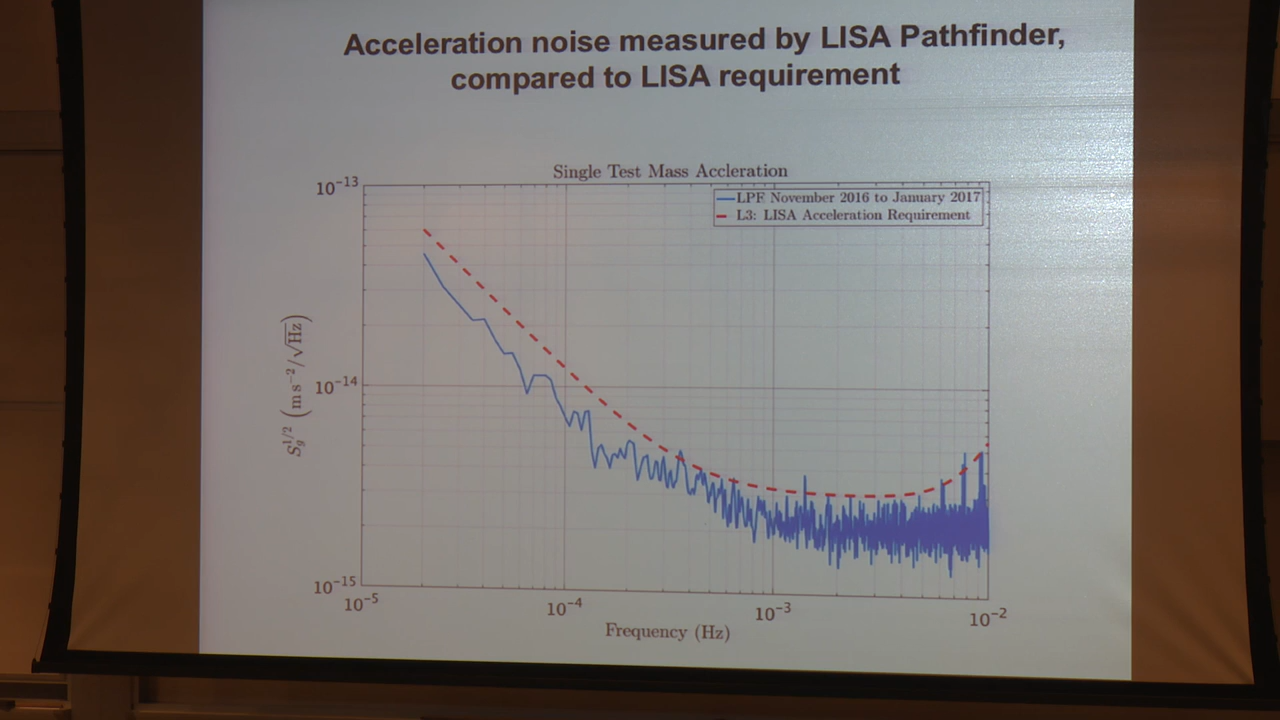 Acceleration noise measured by LISA Pathfinder,
compared to LISA requirement
Single Test Mass Accleration
LPF November 2016 to January 2017
L3: LISA Acceleration Requirement
10⁻¹³
10⁻¹⁴
10⁻¹⁵
S_g^{1/2} (m s⁻²/√Hz)
10⁻⁵ 10⁻⁴ 10⁻³ 10⁻²
Frequency (Hz)